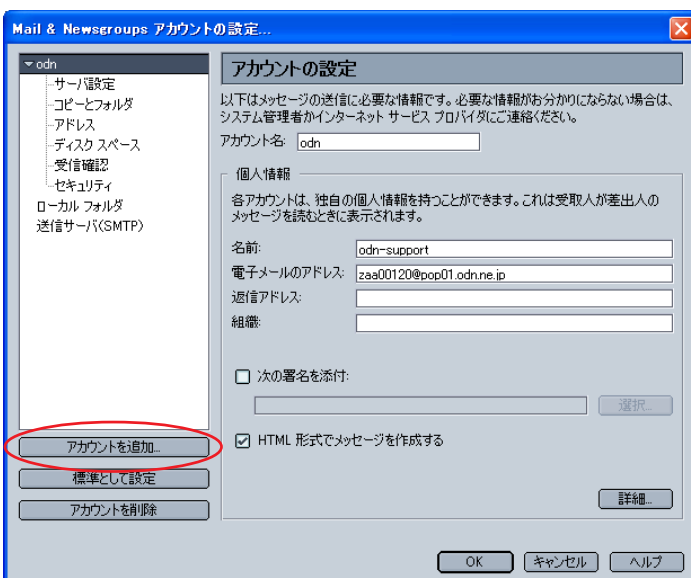 Mail & Newsgroups アカウントの設定...
odn
サーバ設定
コピーとフォルダ
アドレス
ディスク スペース
受信確認
セキュリティ
ローカル フォルダ
送信サーバ(SMTP)
アカウントを追加...
標準として設定
アカウントを削除
アカウントの設定
以下はメッセージの送信に必要な情報です。必要な情報がお分かりにならない場合は、
システム管理者かインターネット サービス プロバイダにご連絡ください。
アカウント名: odn
個人情報
各アカウントは、独自の個人情報を持つことができます。これは受取人が差出人の
メッセージを読むときに表示されます。
名前: odn-support
電子メールのアドレス: zaa00120@pop01.odn.ne.jp
返信アドレス:
組織:
次の署名を添付:
選択...
HTML 形式でメッセージを作成する
詳細...
OK キャンセル ヘルプ